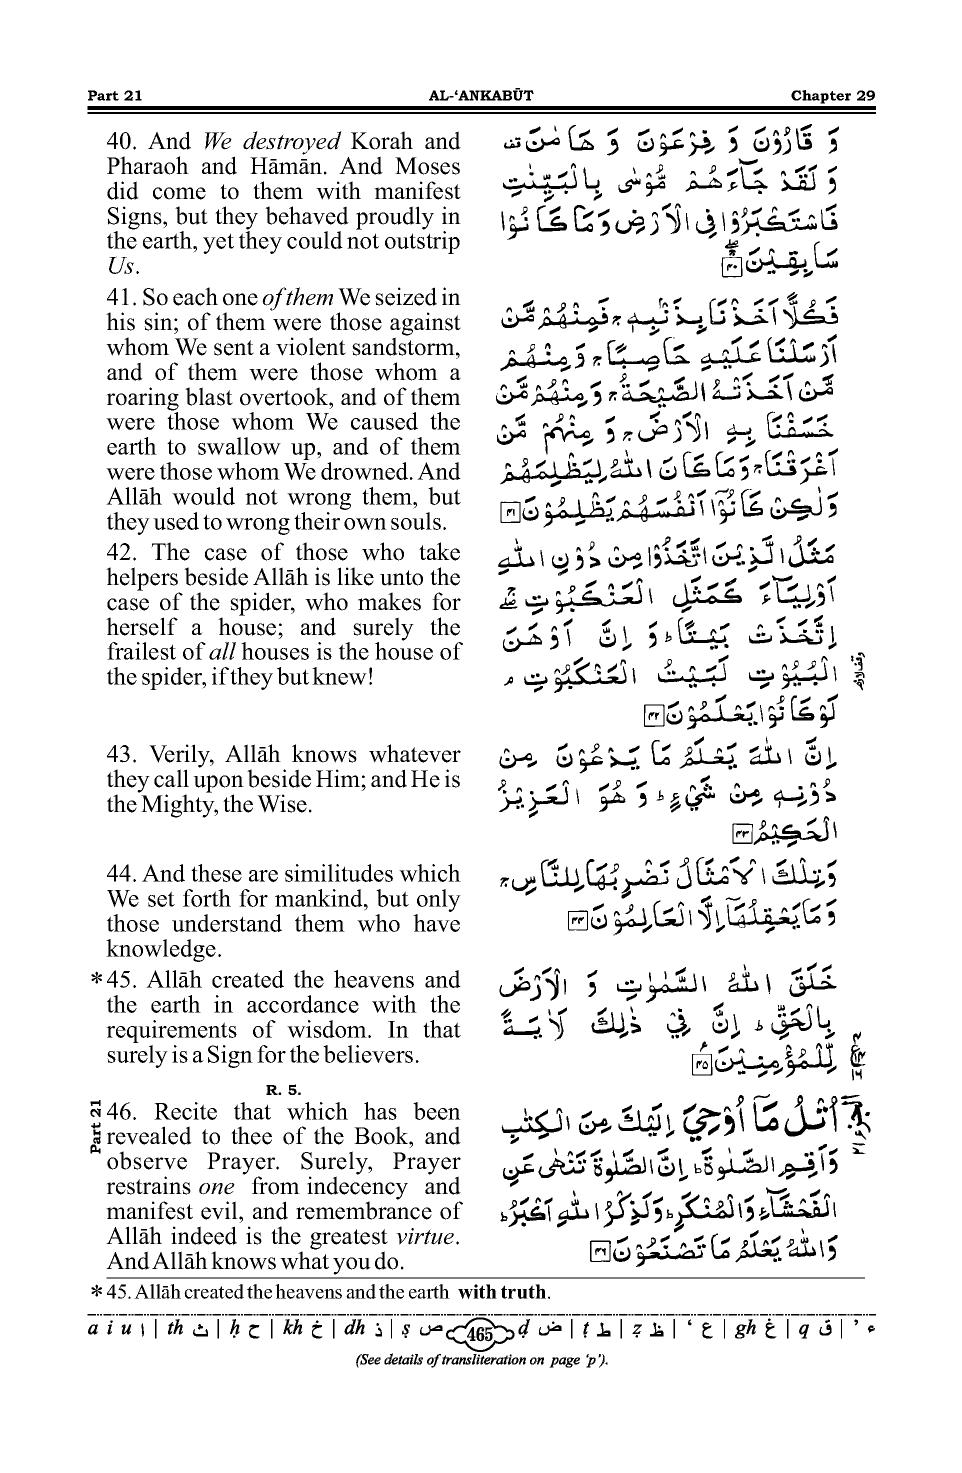 Part 21 AL-‘ANKABŪT Chapter 29
40. And We destroyed Korah and
Pharaoh and Hāmān. And Moses
did come to them with manifest
Signs, but they behaved proudly in
the earth, yet they could not outstrip
Us.
وَ قَارُوْنَ وَ فِرْعَوْنَ وَ هَامٰنَ
وَ لَقَدْ جَآءَهُمْ مُّوْسٰى بِالْبَيِّنٰتِ
فَاسْتَكْبَرُوْا فِى الْاَرْضِ وَمَا كَانُوْا
سَابِقِيْنَ ۴۰
41. So each one of them We seized in
his sin; of them were those against
whom We sent a violent sandstorm,
and of them were those whom a
roaring blast overtook, and of them
were those whom We caused the
earth to swallow up, and of them
were those whom We drowned. And
Allāh would not wrong them, but
they used to wrong their own souls.
فَكُلًّا اَخَذْنَا بِذَنْۢبِهٖ ۚ فَمِنْهُمْ مَّنْ
اَرْسَلْنَا عَلَيْهِ حَاصِبًا ۚ وَ مِنْهُمْ
مَّنْ اَخَذَتْهُ الصَّيْحَةُ ۚ وَ مِنْهُمْ مَّنْ
خَسَفْنَا بِهِ الْاَرْضَ ۚ وَ مِنْهُمْ مَّنْ
اَغْرَقْنَا ۚ وَمَا كَانَ اللّٰهُ لِيَظْلِمَهُمْ
وَلٰكِنْ كَانُوْۤا اَنْفُسَهُمْ يَظْلِمُوْنَ ۴۱
42. The case of those who take
helpers beside Allāh is like unto the
case of the spider, who makes for
herself a house; and surely the
frailest of all houses is the house of
the spider, if they but knew!
مَثَلُ الَّذِيْنَ اتَّخَذُوْا مِنْ دُوْنِ اللّٰهِ
اَوْلِيَآءَ كَمَثَلِ الْعَنْكَبُوْتِ ۖۚ
اِتَّخَذَتْ بَيْتًا ؕ وَ اِنَّ اَوْهَنَ
الْبُيُوْتِ لَبَيْتُ الْعَنْكَبُوْتِ ۘ
لَوْ كَانُوْا يَعْلَمُوْنَ ۴۲
43. Verily, Allāh knows whatever
they call upon beside Him; and He is
the Mighty, the Wise.
اِنَّ اللّٰهَ يَعْلَمُ مَا يَدْعُوْنَ مِنْ
دُوْنِهٖ مِنْ شَيْءٍ ؕ وَ هُوَ الْعَزِيْزُ
الْحَكِيْمُ ۴۳
44. And these are similitudes which
We set forth for mankind, but only
those understand them who have
knowledge.
وَتِلْكَ الْاَمْثَالُ نَضْرِبُهَا لِلنَّاسِ ۚ
وَ مَا يَعْقِلُهَاۤ اِلَّا الْعَالِمُوْنَ ۴۴
*45. Allāh created the heavens and
the earth in accordance with the
requirements of wisdom. In that
surely is a Sign for the believers.
خَلَقَ اللّٰهُ السَّمٰوٰتِ وَ الْاَرْضَ
بِالْحَقِّ ؕ اِنَّ فِيْ ذٰلِكَ لَاٰيَةً
لِّلْمُؤْمِنِيْنَ ۴۵
R. 5.
Part 21
46. Recite that which has been
revealed to thee of the Book, and
observe Prayer. Surely, Prayer
restrains one from indecency and
manifest evil, and remembrance of
Allāh indeed is the greatest virtue.
And Allāh knows what you do.
اُتْلُ مَاۤ اُوْحِيَ اِلَيْكَ مِنَ الْكِتٰبِ
وَاَقِمِ الصَّلٰوةَ ؕ اِنَّ الصَّلٰوةَ تَنْهٰى عَنِ
الْفَحْشَآءِ وَالْمُنْكَرِ ؕ وَلَذِكْرُ اللّٰهِ اَكْبَرُ ؕ
وَاللّٰهُ يَعْلَمُ مَا تَصْنَعُوْنَ ۴۶
*45. Allāh created the heavens and the earth with truth.
a i u ا | th ث | ḥ ح | kh خ | dh ذ | ṣ ص 465 ḍ ض | ṭ ط | ẓ ظ | ‘ ع | gh غ | q ق | ’ ء
(See details of transliteration on page ‘p’).